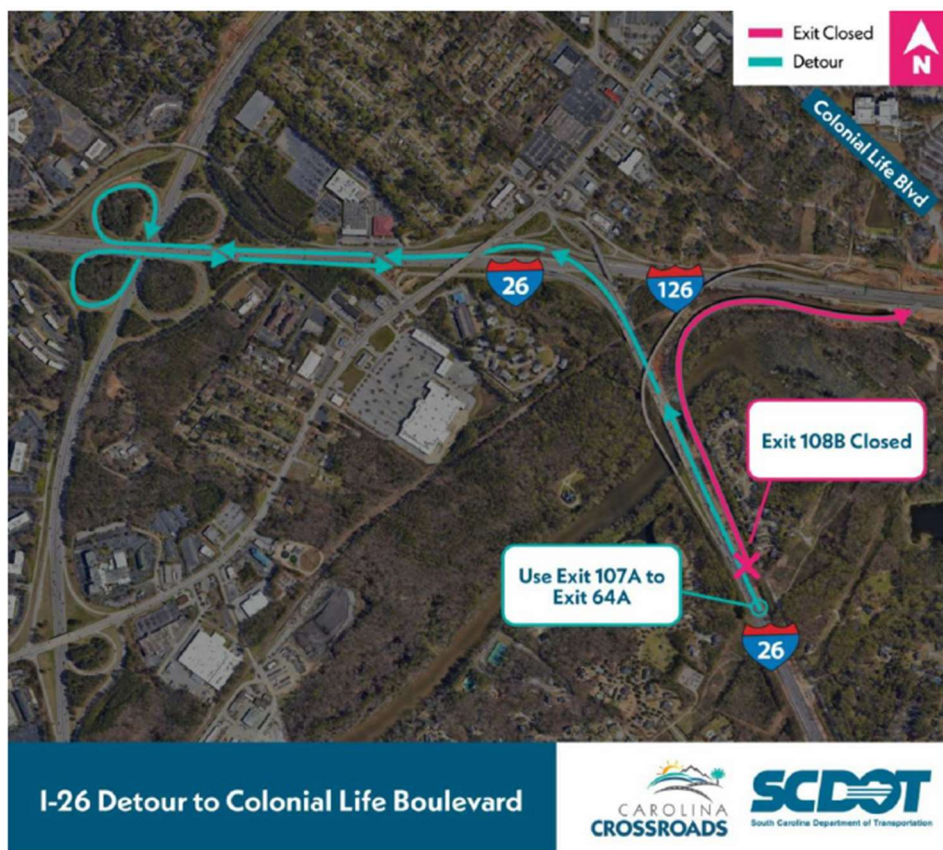 Exit Closed
Detour
N
Colonial Life Blvd
26
126
Exit 108B Closed
Use Exit 107A to
Exit 64A
26
I-26 Detour to Colonial Life Boulevard
CAROLINA
CROSSROADS
SCDOT
South Carolina Department of Transportation